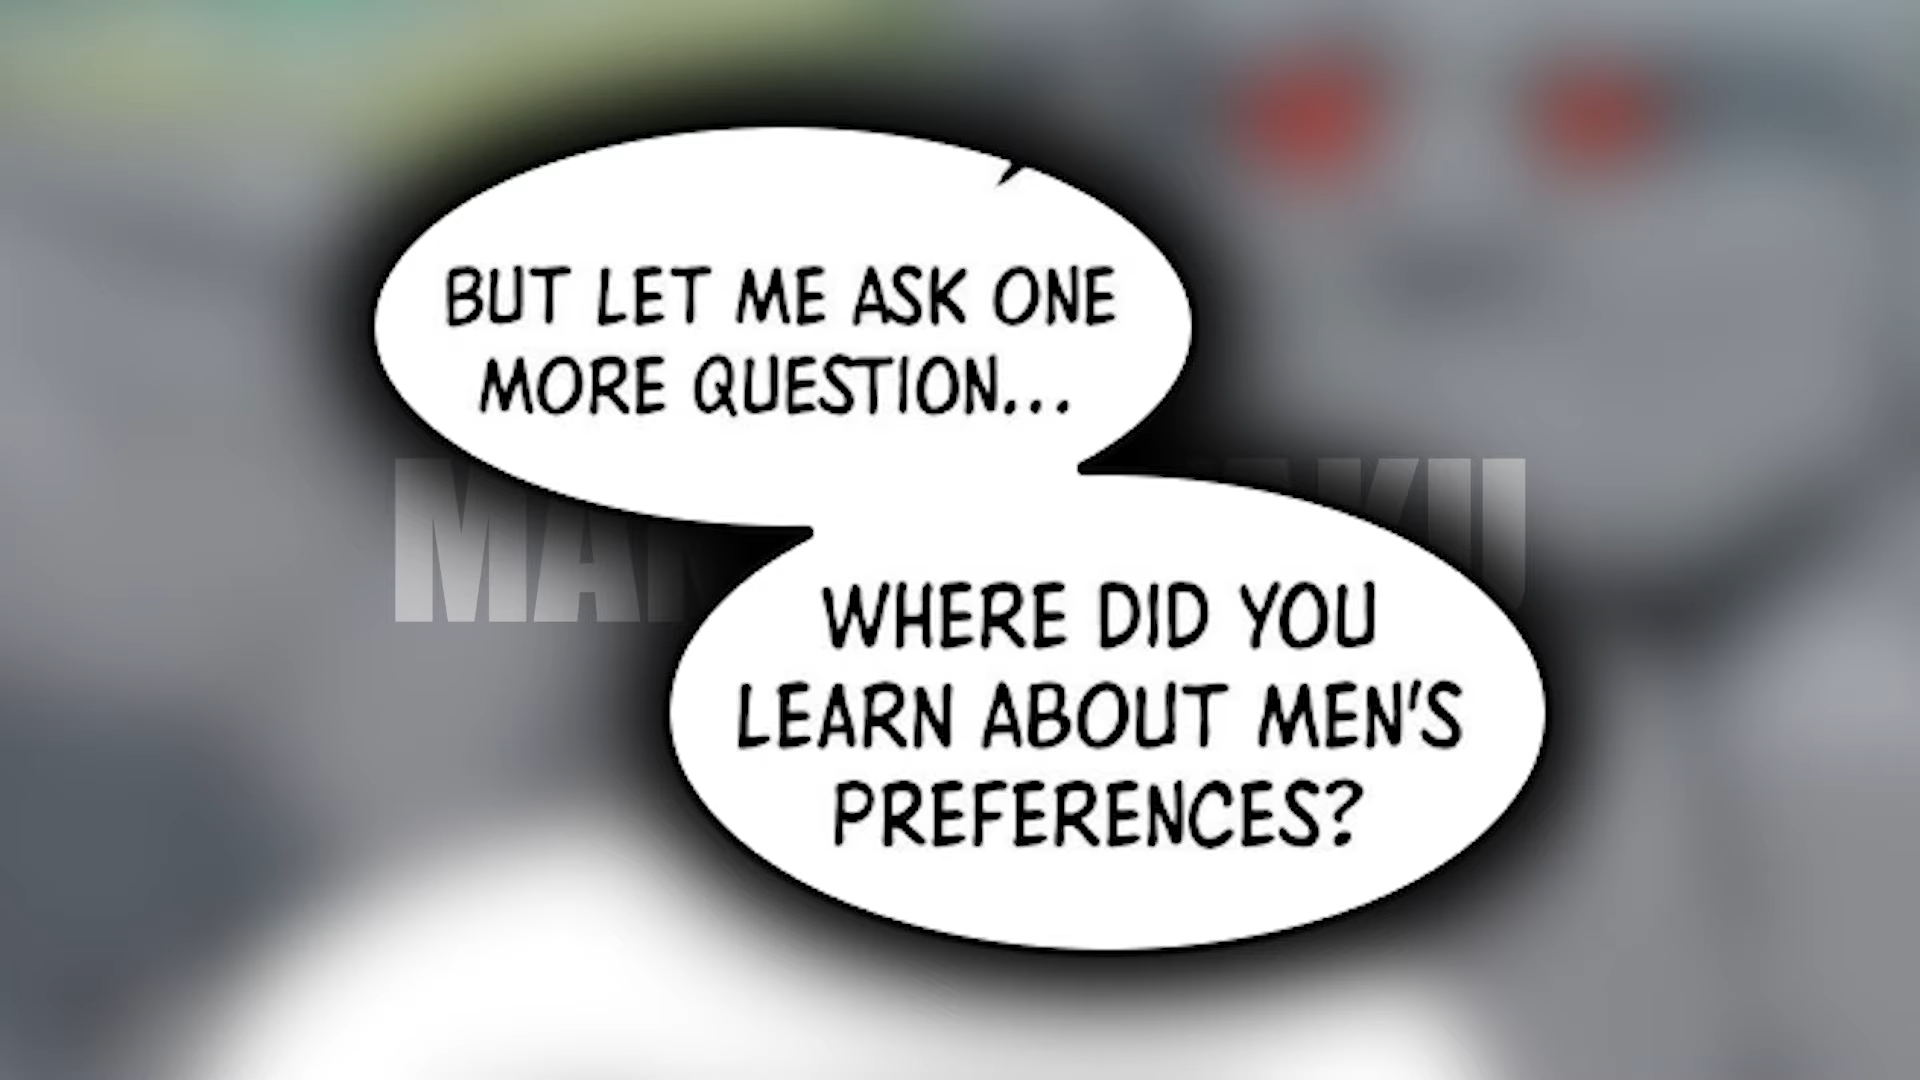 BUT LET ME ASK ONE
MORE QUESTION...
WHERE DID YOU
LEARN ABOUT MEN'S
PREFERENCES?